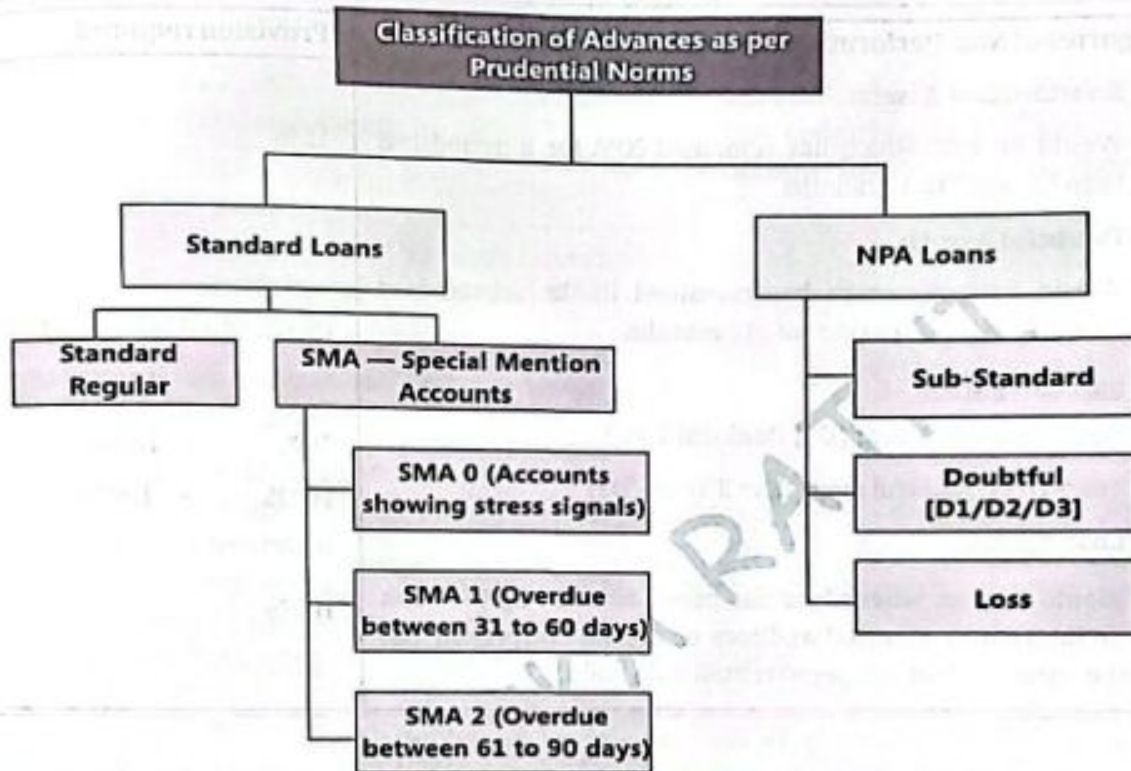 Classification of Advances as per
Prudential Norms
Standard Loans
NPA Loans
Standard
Regular
SMA — Special Mention
Accounts
Sub-Standard
SMA 0 (Accounts
showing stress signals)
Doubtful
[D1/D2/D3]
SMA 1 (Overdue
between 31 to 60 days)
Loss
SMA 2 (Overdue
between 61 to 90 days)